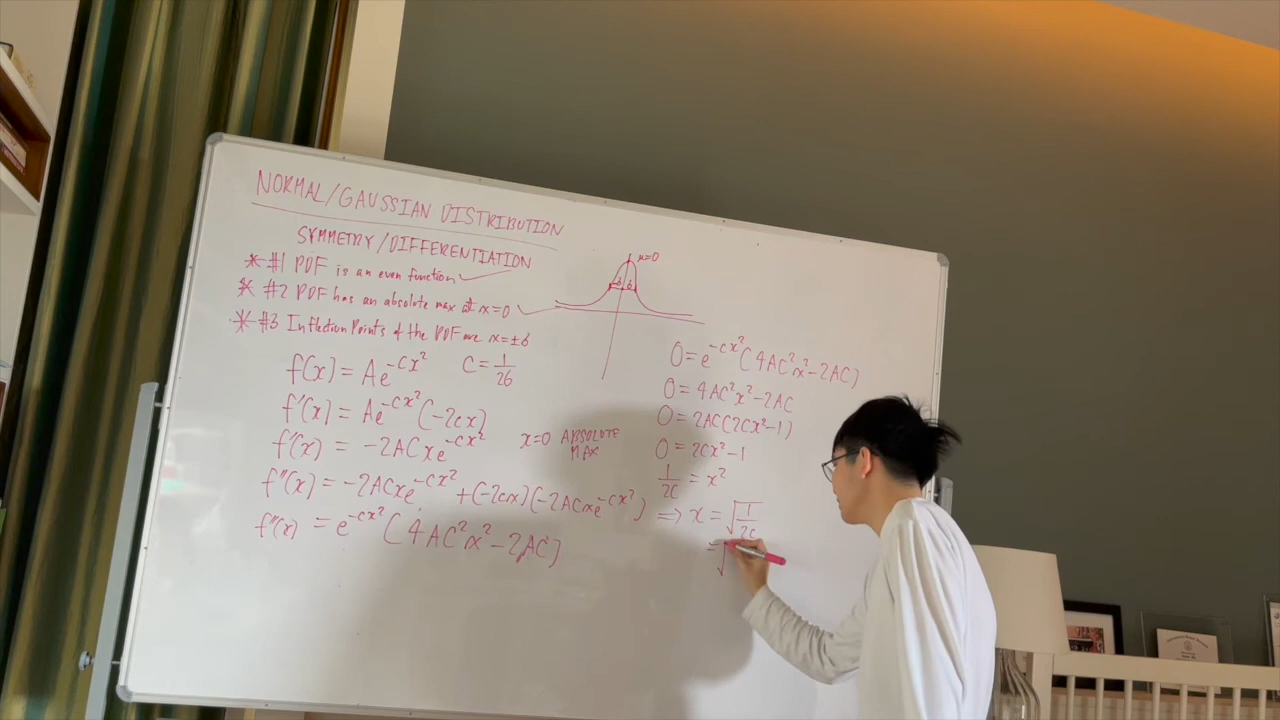 NORMAL/GAUSSIAN DISTRIBUTION
SYMMETRY/DIFFERENTIATION
* #1 PDF is an even function ✓
* #2 PDF has an absolute max at x=0 ✓
* #3 Inflection Points of the PDF are x=±6
μ=0
f(x) = Ae^{-Cx²} C = 1/26
f'(x) = Ae^{-Cx²}(-2cx)
f'(x) = -2ACxe^{-cx²}
x=0 ABSOLUTE
MAX
f''(x) = -2ACxe^{-cx²} + (-2cx)(-2ACxe^{-cx²})
f''(x) = e^{-cx²}(4AC²x² - 2AC)
0 = e^{-cx²}(4AC²x² - 2AC)
0 = 4AC²x² - 2AC
0 = 2AC(2Cx² - 1)
0 = 2Cx² - 1
1/2C = x²
⇒ x = √(1/2C)
= √